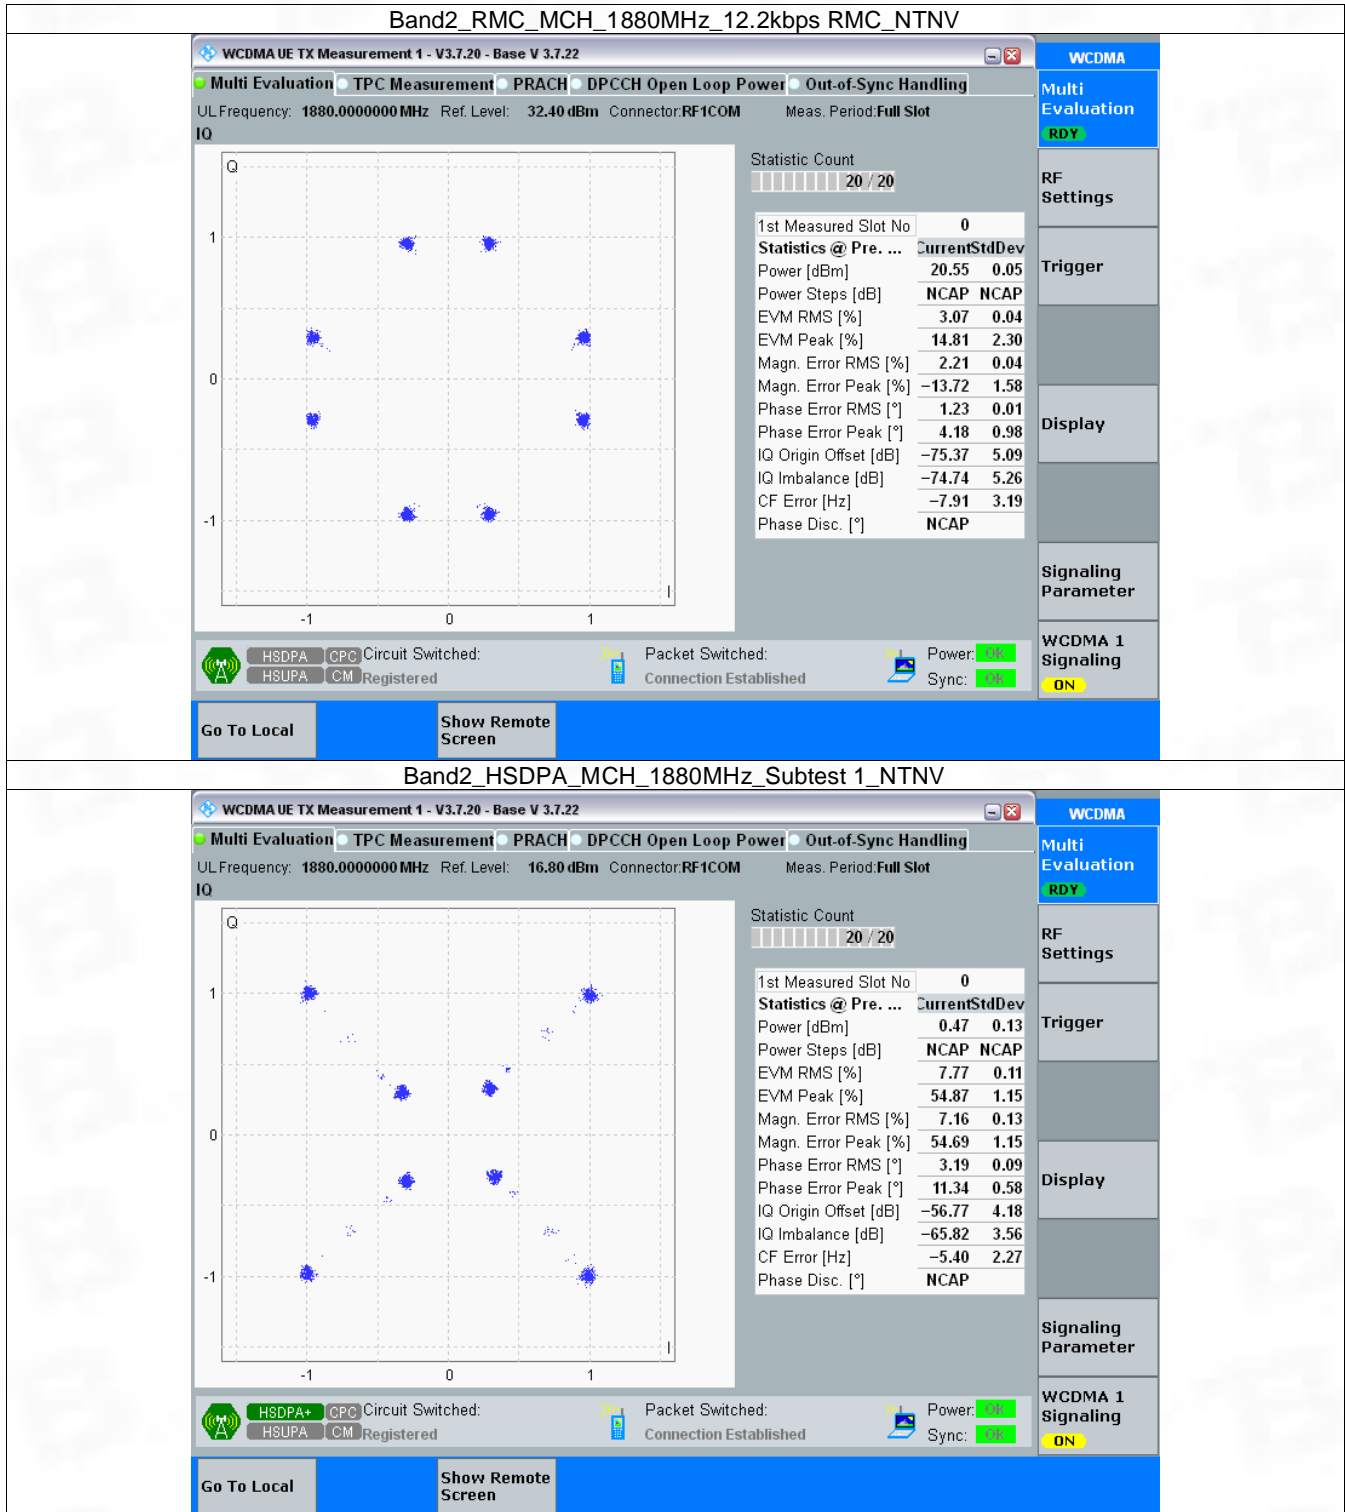 Band2_RMC_MCH_1880MHz_12.2kbps RMC_NTNV
WCDMA UE TX Measurement 1 - V3.7.20 - Base V 3.7.22
WCDMA
Multi Evaluation TPC Measurement PRACH DPCCH Open Loop Power Out-of-Sync Handling
Multi
Evaluation
RDY
UL Frequency: 1880.0000000 MHz Ref. Level: 32.40 dBm Connector:RF1COM Meas. Period:Full Slot
IQ
Q
1
0
-1
I
-1 0 1
Statistic Count
20 / 20
1st Measured Slot No 0
Statistics @ Pre. ... Current StdDev
Power [dBm] 20.55 0.05
Power Steps [dB] NCAP NCAP
EVM RMS [%] 3.07 0.04
EVM Peak [%] 14.81 2.30
Magn. Error RMS [%] 2.21 0.04
Magn. Error Peak [%] -13.72 1.58
Phase Error RMS [°] 1.23 0.01
Phase Error Peak [°] 4.18 0.98
IQ Origin Offset [dB] -75.37 5.09
IQ Imbalance [dB] -74.74 5.26
CF Error [Hz] -7.91 3.19
Phase Disc. [°] NCAP
RF
Settings
Trigger
Display
Signaling
Parameter
WCDMA 1
Signaling
ON
HSDPA CPC Circuit Switched: Packet Switched: Power: Ok
HSUPA CM Registered Connection Established Sync: Ok
Go To Local
Show Remote
Screen
Band2_HSDPA_MCH_1880MHz_Subtest 1_NTNV
WCDMA UE TX Measurement 1 - V3.7.20 - Base V 3.7.22
WCDMA
Multi Evaluation TPC Measurement PRACH DPCCH Open Loop Power Out-of-Sync Handling
Multi
Evaluation
RDY
UL Frequency: 1880.0000000 MHz Ref. Level: 16.80 dBm Connector:RF1COM Meas. Period:Full Slot
IQ
Q
1
0
-1
I
-1 0 1
Statistic Count
20 / 20
1st Measured Slot No 0
Statistics @ Pre. ... Current StdDev
Power [dBm] 0.47 0.13
Power Steps [dB] NCAP NCAP
EVM RMS [%] 7.77 0.11
EVM Peak [%] 54.87 1.15
Magn. Error RMS [%] 7.16 0.13
Magn. Error Peak [%] 54.69 1.15
Phase Error RMS [°] 3.19 0.09
Phase Error Peak [°] 11.34 0.58
IQ Origin Offset [dB] -56.77 4.18
IQ Imbalance [dB] -65.82 3.56
CF Error [Hz] -5.40 2.27
Phase Disc. [°] NCAP
RF
Settings
Trigger
Display
Signaling
Parameter
WCDMA 1
Signaling
ON
HSDPA+ CPC Circuit Switched: Packet Switched: Power: Ok
HSUPA CM Registered Connection Established Sync: Ok
Go To Local
Show Remote
Screen